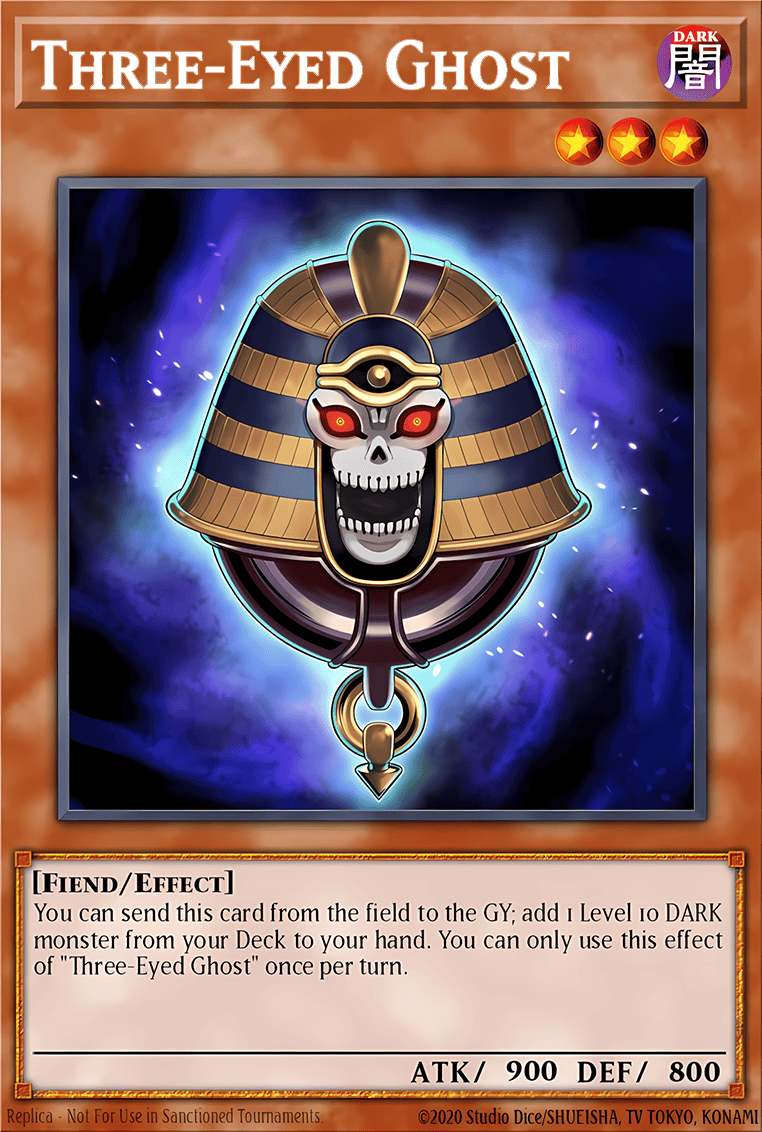 Three-Eyed Ghost
DARK
闇
[Fiend/Effect]
You can send this card from the field to the GY; add 1 Level 10 DARK
monster from your Deck to your hand. You can only use this effect
of "Three-Eyed Ghost" once per turn.
ATK/ 900 DEF/ 800
Replica - Not For Use in Sanctioned Tournaments.
©2020 Studio Dice/SHUEISHA, TV TOKYO, KONAMI